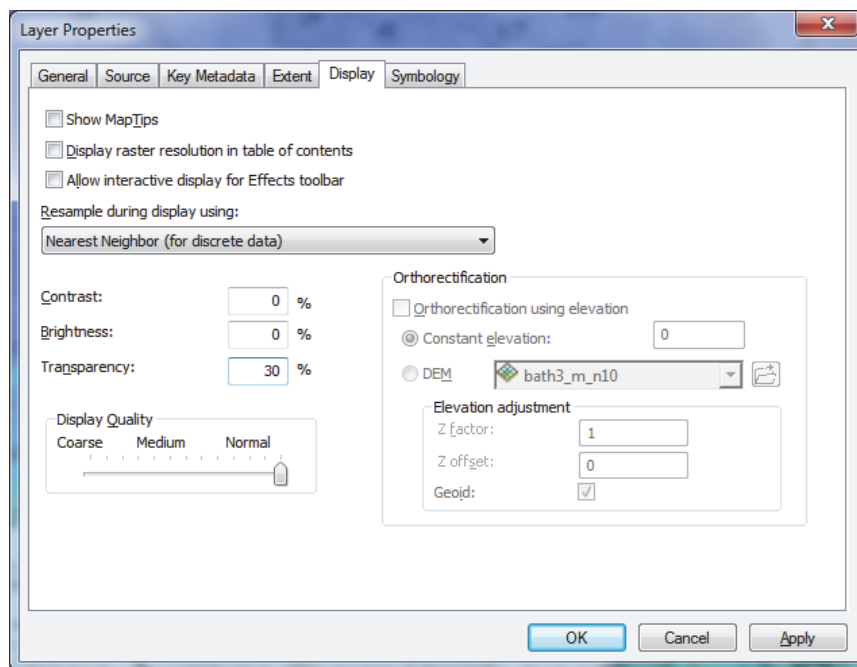 Layer Properties
General Source Key Metadata Extent Display Symbology
Show MapTips
Display raster resolution in table of contents
Allow interactive display for Effects toolbar
Resample during display using:
Nearest Neighbor (for discrete data)
Contrast: 0 %
Brightness: 0 %
Transparency: 30 %
Display Quality
Coarse Medium Normal
Orthorectification
Orthorectification using elevation
Constant elevation: 0
DEM bath3_m_n10
Elevation adjustment
Z factor: 1
Z offset: 0
Geoid:
OK Cancel Apply